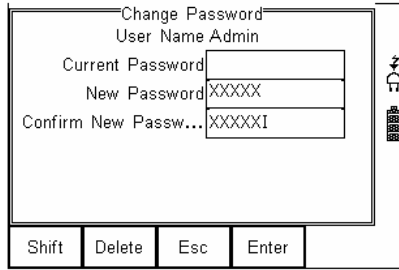 Change Password
User Name Admin
Current Password
New Password XXXXX
Confirm New Passw... XXXXXI
Shift Delete Esc Enter